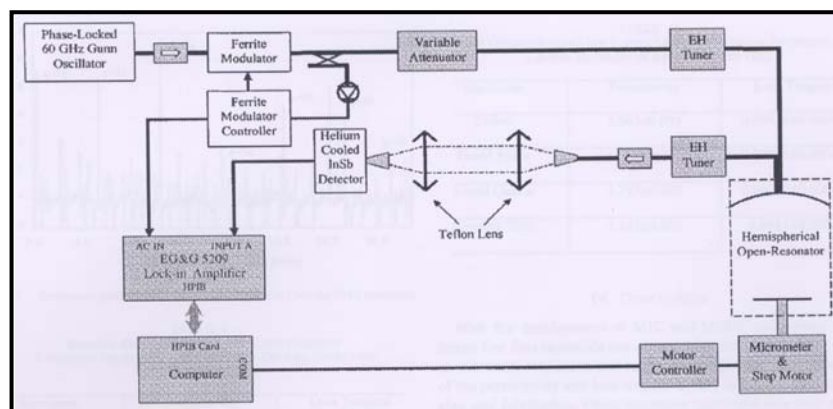 Phase-Locked
60 GHz Gunn
Oscillator
Ferrite
Modulator
Variable
Attenuator
EH
Tuner
Ferrite
Modulator
Controller
Helium
Cooled
InSb
Detector
EH
Tuner
Teflon Lens
Hemispherical
Open-Resonator
AC IN
INPUT A
EG&G 5209
Lock-in Amplifier
HPIB
HPIB Card
Computer
COM
Motor
Controller
Micrometer
&
Step Motor